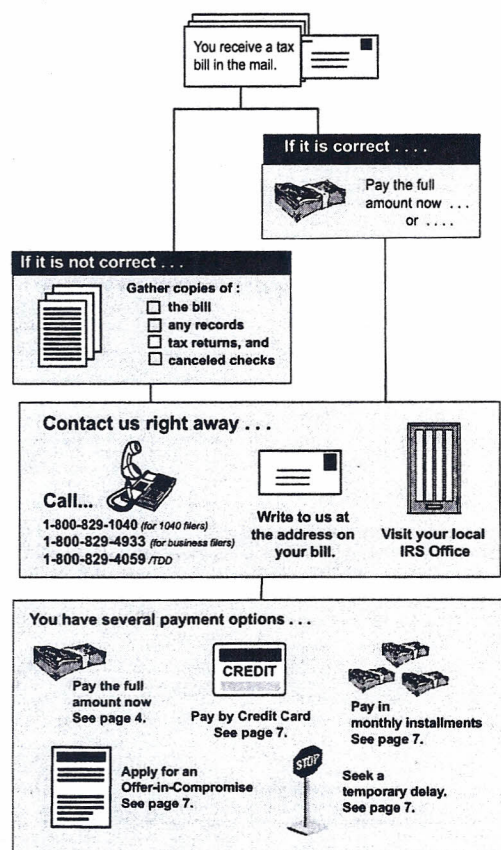 You receive a tax
bill in the mail.
If it is correct . . . .
Pay the full
amount now . . .
or . . . .
If it is not correct . . .
Gather copies of :
the bill
any records
tax returns, and
canceled checks
Contact us right away . . .
Call...
1-800-829-1040 (for 1040 filers)
1-800-829-4933 (for business filers)
1-800-829-4059 /TDD
Write to us at
the address on
your bill.
Visit your local
IRS Office
You have several payment options . . .
Pay the full
amount now
See page 4.
CREDIT
Pay by Credit Card
See page 7.
Pay in
monthly installments
See page 7.
Apply for an
Offer-in-Compromise
See page 7.
STOP
Seek a
temporary delay.
See page 7.